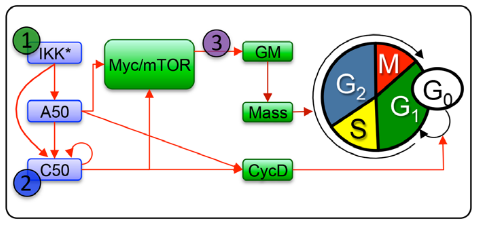 1
IKK*
Myc/mTOR
3
GM
A50
Mass
2
C50
CycD
M
G2
G0
G1
S